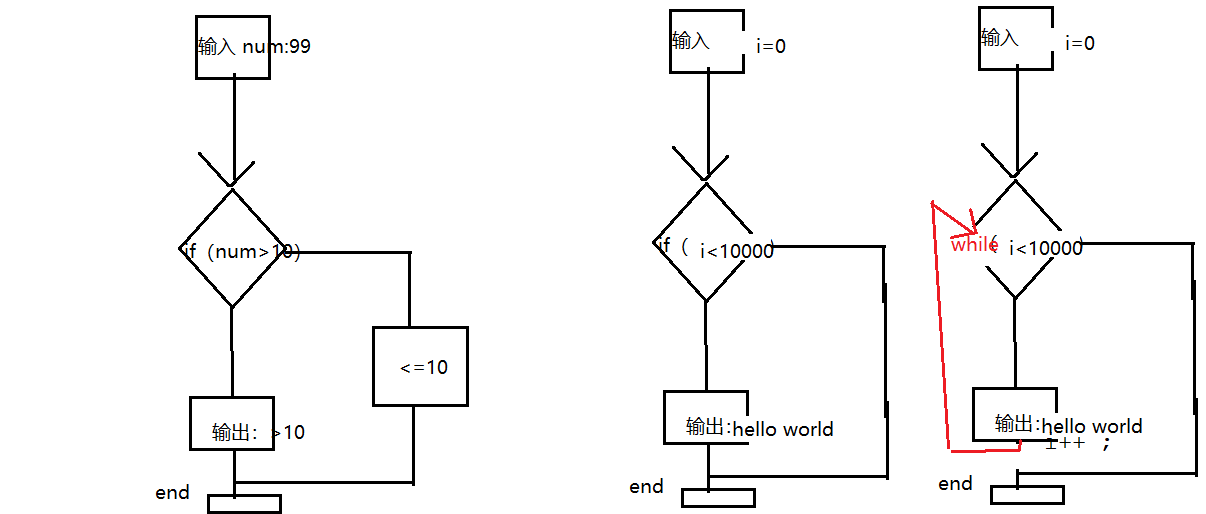 输入 num:99
if (num>10)
<=10
输出: >10
end
输入 i=0
if ( i<10000)
输出:hello world
end
输入 i=0
while ( i<10000)
输出:hello world
i++ ;
end